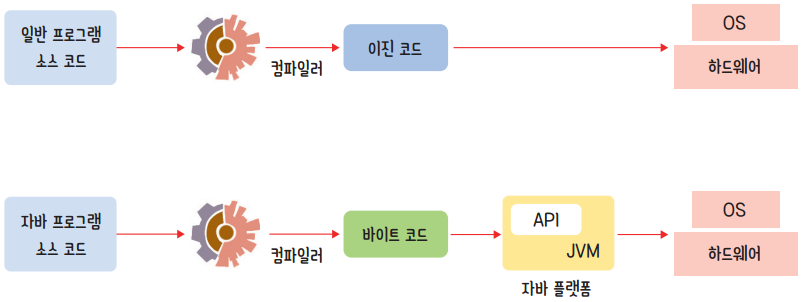 일반 프로그램
소스 코드
컴파일러
이진 코드
OS
하드웨어
자바 프로그램
소스 코드
컴파일러
바이트 코드
API
JVM
자바 플랫폼
OS
하드웨어